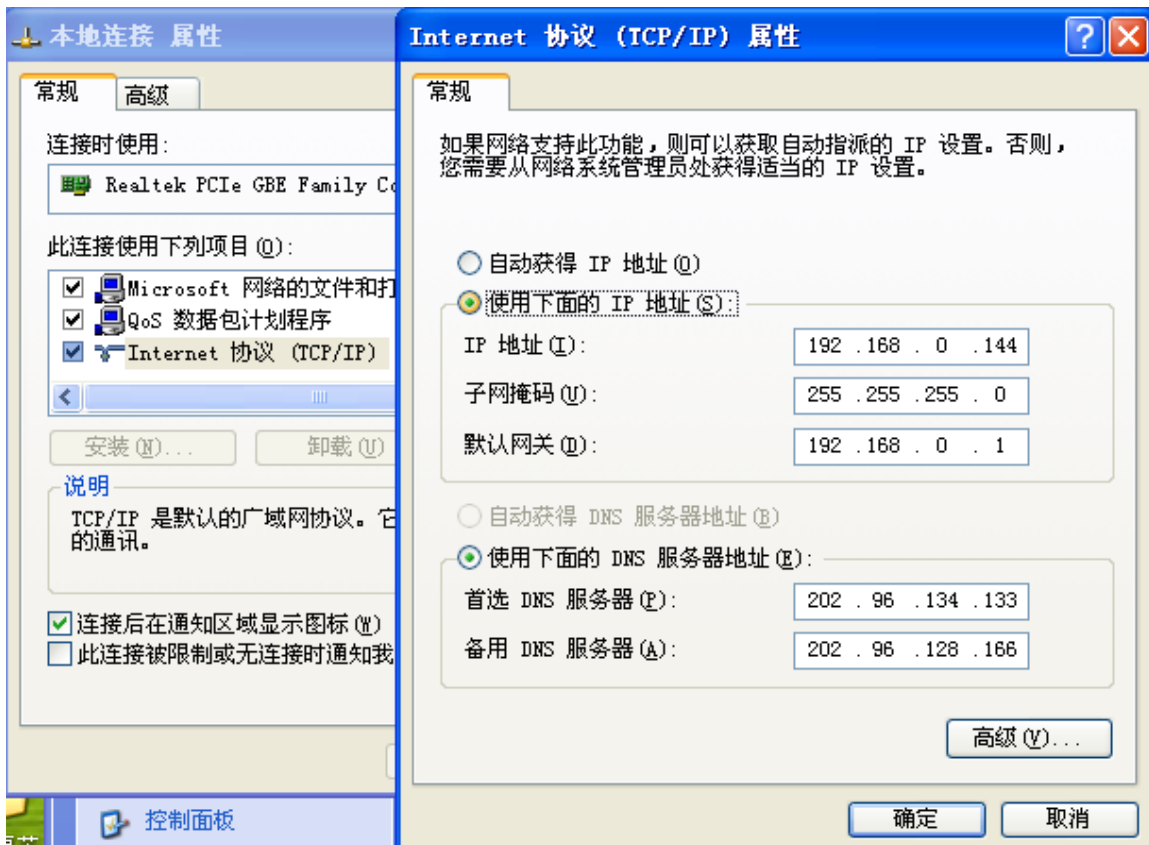 本地连接 属性
常规
高级
连接时使用:
Realtek PCIe GBE Family Co
此连接使用下列项目(O):
Microsoft 网络的文件和打
QoS 数据包计划程序
Internet 协议 (TCP/IP)
安装(N)...
卸载(U)
说明
TCP/IP 是默认的广域网协议。它
的通讯。
连接后在通知区域显示图标(W)
此连接被限制或无连接时通知我
控制面板
Internet 协议 (TCP/IP) 属性
常规
如果网络支持此功能，则可以获取自动指派的 IP 设置。否则，
您需要从网络系统管理员处获得适当的 IP 设置。
自动获得 IP 地址(O)
使用下面的 IP 地址(S):
IP 地址(I): 192 .168 . 0 .144
子网掩码(U): 255 .255 .255 . 0
默认网关(D): 192 .168 . 0 . 1
自动获得 DNS 服务器地址(B)
使用下面的 DNS 服务器地址(E):
首选 DNS 服务器(P): 202 . 96 .134 .133
备用 DNS 服务器(A): 202 . 96 .128 .166
高级(V)...
确定
取消